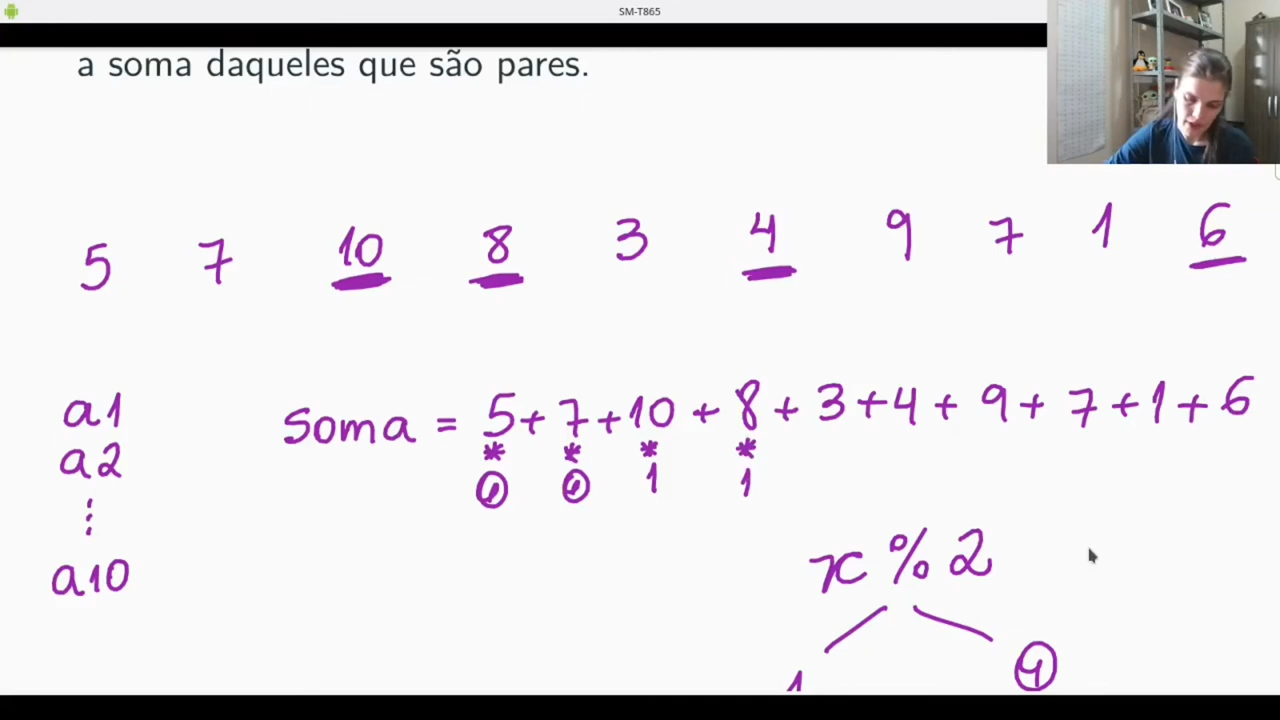 SM-T865
a soma daqueles que são pares.
5 7 10 8 3 4 9 7 1 6
a1
a2
⋮
a10
soma = 5 + 7 + 10 + 8 + 3 + 4 + 9 + 7 + 1 + 6
* * * *
0 0 1 1
x % 2
1 0